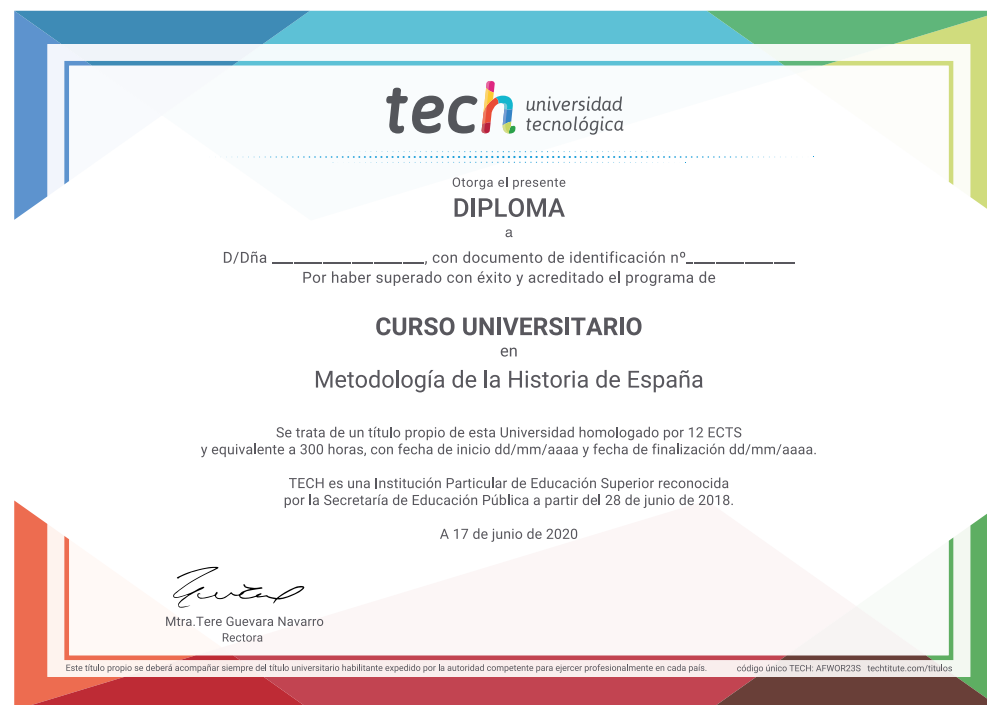 tech universidad
tecnológica
Otorga el presente
DIPLOMA
a
D/Dña ______________, con documento de identificación nº__________
Por haber superado con éxito y acreditado el programa de
CURSO UNIVERSITARIO
en
Metodología de la Historia de España
Se trata de un título propio de esta Universidad homologado por 12 ECTS
y equivalente a 300 horas, con fecha de inicio dd/mm/aaaa y fecha de finalización dd/mm/aaaa.
TECH es una Institución Particular de Educación Superior reconocida
por la Secretaría de Educación Pública a partir del 28 de junio de 2018.
A 17 de junio de 2020
Mtra.Tere Guevara Navarro
Rectora
Este título propio se deberá acompañar siempre del título universitario habilitante expedido por la autoridad competente para ejercer profesionalmente en cada país. código único TECH: AFWOR23S techtitute.com/titulos